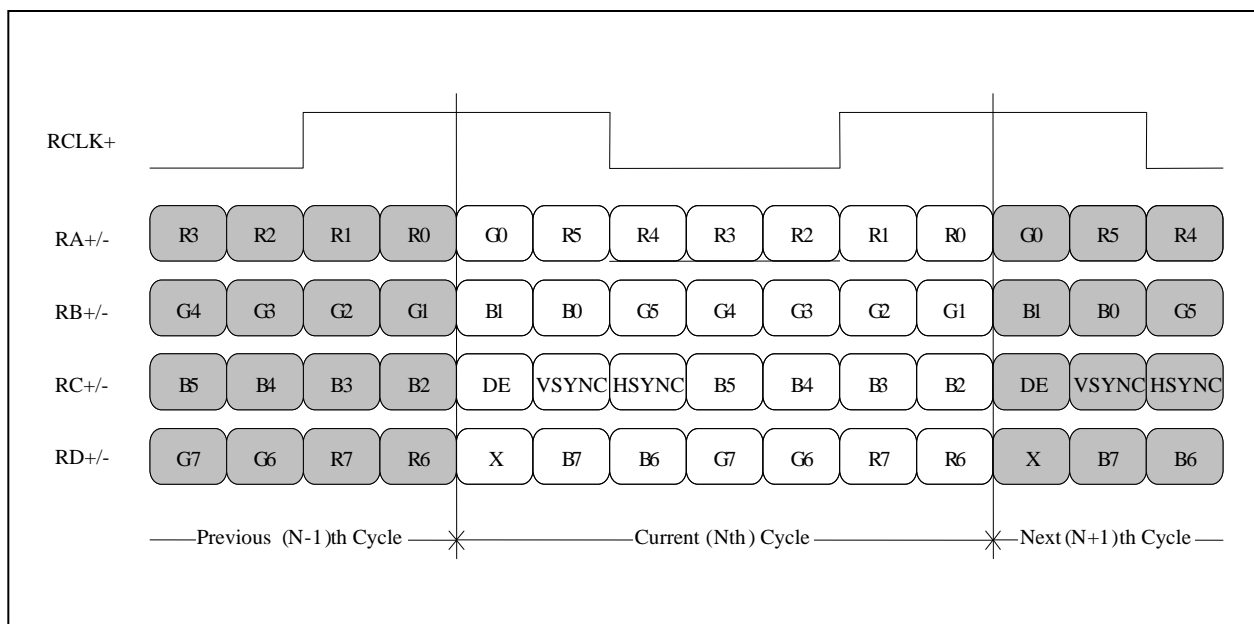 RCLK+
RA+/- R3 R2 R1 R0 G0 R5 R4 R3 R2 R1 R0 G0 R5 R4
RB+/- G4 G3 G2 G1 B1 B0 G5 G4 G3 G2 G1 B1 B0 G5
RC+/- B5 B4 B3 B2 DE VSYNC HSYNC B5 B4 B3 B2 DE VSYNC HSYNC
RD+/- G7 G6 R7 R6 X B7 B6 G7 G6 R7 R6 X B7 B6
Previous (N-1)th Cycle Current (Nth) Cycle Next (N+1)th Cycle